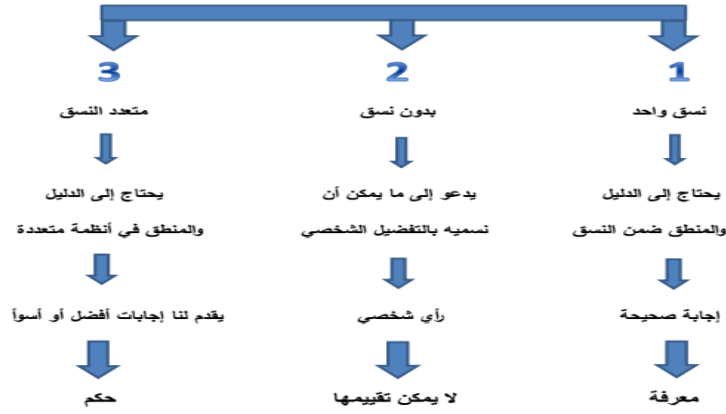 1
نسق واحد
يحتاج إلى الدليل
والمنطق ضمن النسق
إجابة صحيحة
معرفة
2
بدون نسق
يدعو إلى ما يمكن أن
نسميه بالتفضيل الشخصي
رأي شخصي
لا يمكن تقييمها
3
متعدد النسق
يحتاج إلى الدليل
والمنطق في أنظمة متعددة
يقدم لنا إجابات أفضل أو أسوأ
حكم